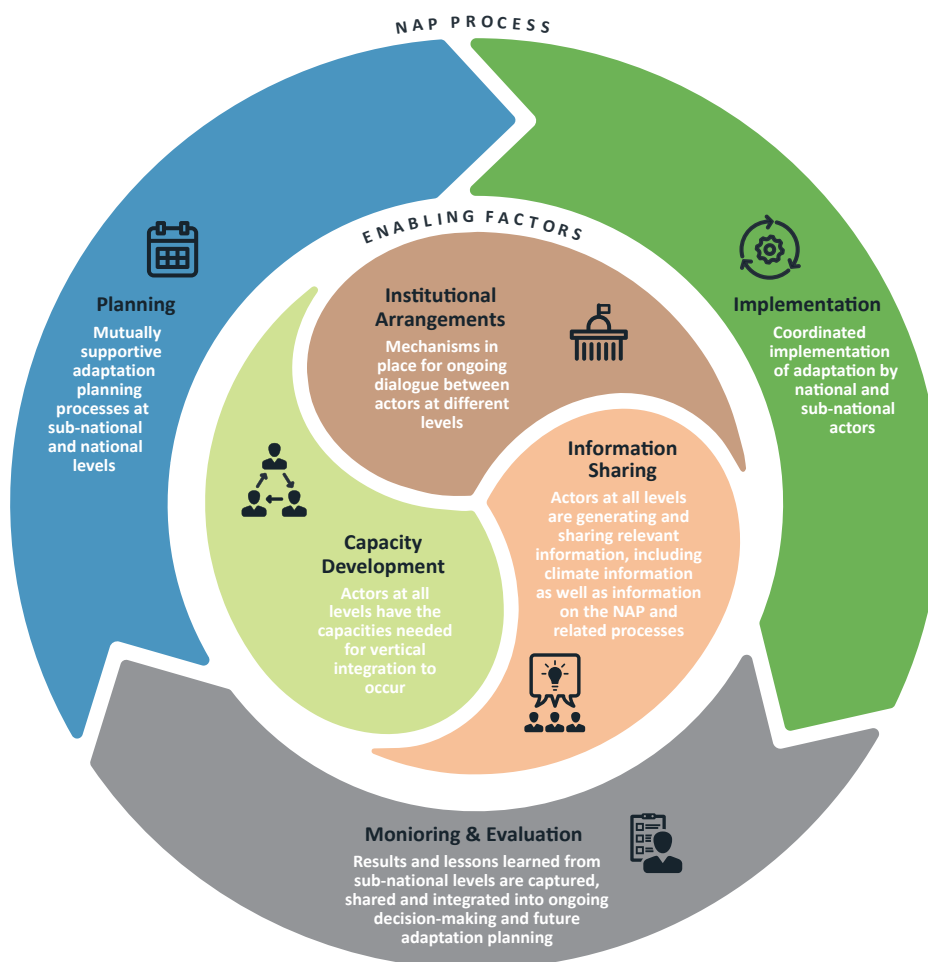 NAP PROCESS
ENABLING FACTORS
Planning
Mutually
supportive
adaptation
planning
processes at
sub-national
and national
levels
Institutional
Arrangements
Mechanisms in
place for ongoing
dialogue between
actors at different
levels
Implementation
Coordinated
implementation
of adaptation by
national and
sub-national
actors
Information
Sharing
Actors at all levels
are generating and
sharing relevant
information, including
climate information
as well as information
on the NAP and
related processes
Capacity
Development
Actors at all
levels have the
capacities needed
for vertical
integration to
occur
Monioring & Evaluation
Results and lessons learned from
sub-national levels are captured,
shared and integrated into ongoing
decision-making and future
adaptation planning